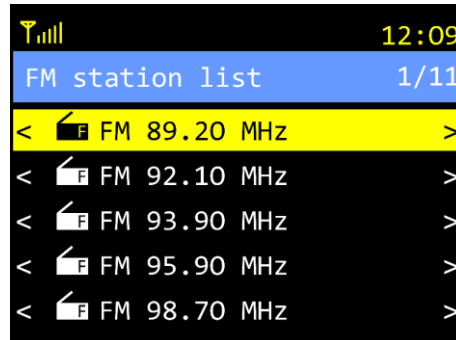 12:09
FM station list 1/11
< F FM 89.20 MHz >
< F FM 92.10 MHz >
< F FM 93.90 MHz >
< F FM 95.90 MHz >
< F FM 98.70 MHz >